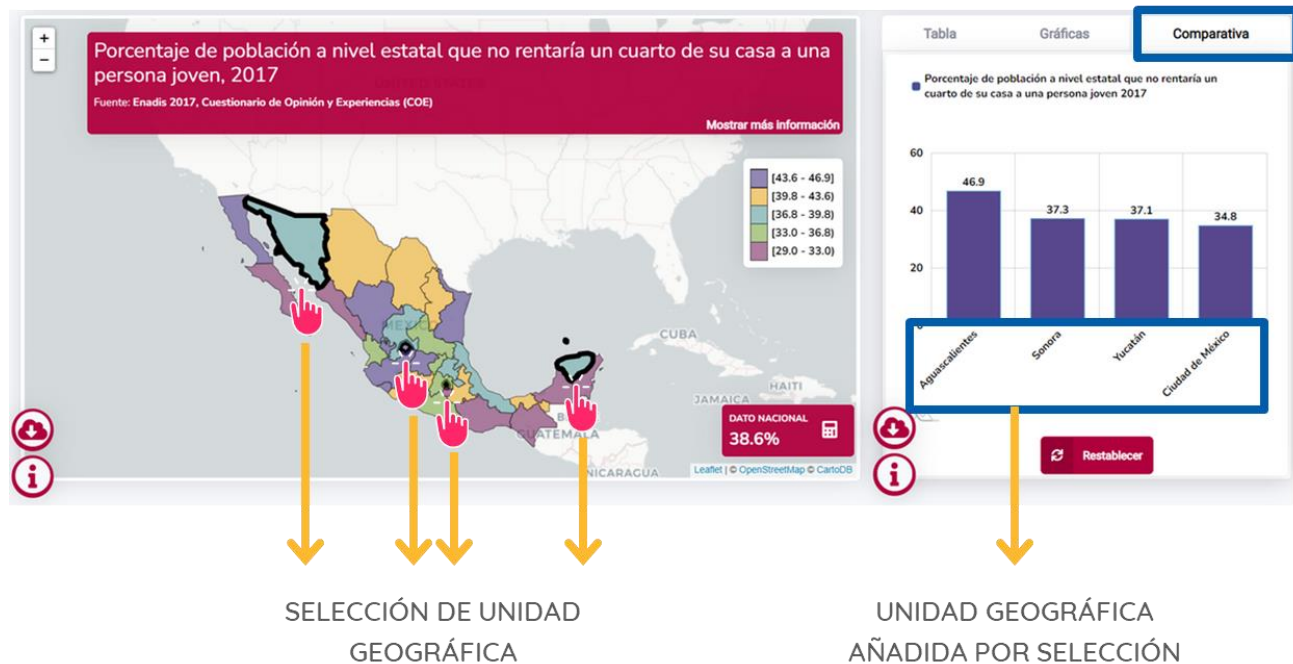 +
−
Porcentaje de población a nivel estatal que no rentaría un cuarto de su casa a una
persona joven, 2017
Fuente: Enadis 2017, Cuestionario de Opinión y Experiencias (COE)
Mostrar más información
[43.6 - 46.9]
[39.8 - 43.6)
[36.8 - 39.8)
[33.0 - 36.8)
[29.0 - 33.0)
CUBA
HAITI
JAMAICA
GUATEMALA
NICARAGUA
DATO NACIONAL
38.6%
Leaflet | © OpenStreetMap © CartoDB
Tabla
Gráficas
Comparativa
Porcentaje de población a nivel estatal que no rentaría un
cuarto de su casa a una persona joven 2017
60
40
20
46.9
37.3
37.1
34.8
Aguascalientes
Sonora
Yucatán
Ciudad de México
Restablecer
SELECCIÓN DE UNIDAD
GEOGRÁFICA
UNIDAD GEOGRÁFICA
AÑADIDA POR SELECCIÓN